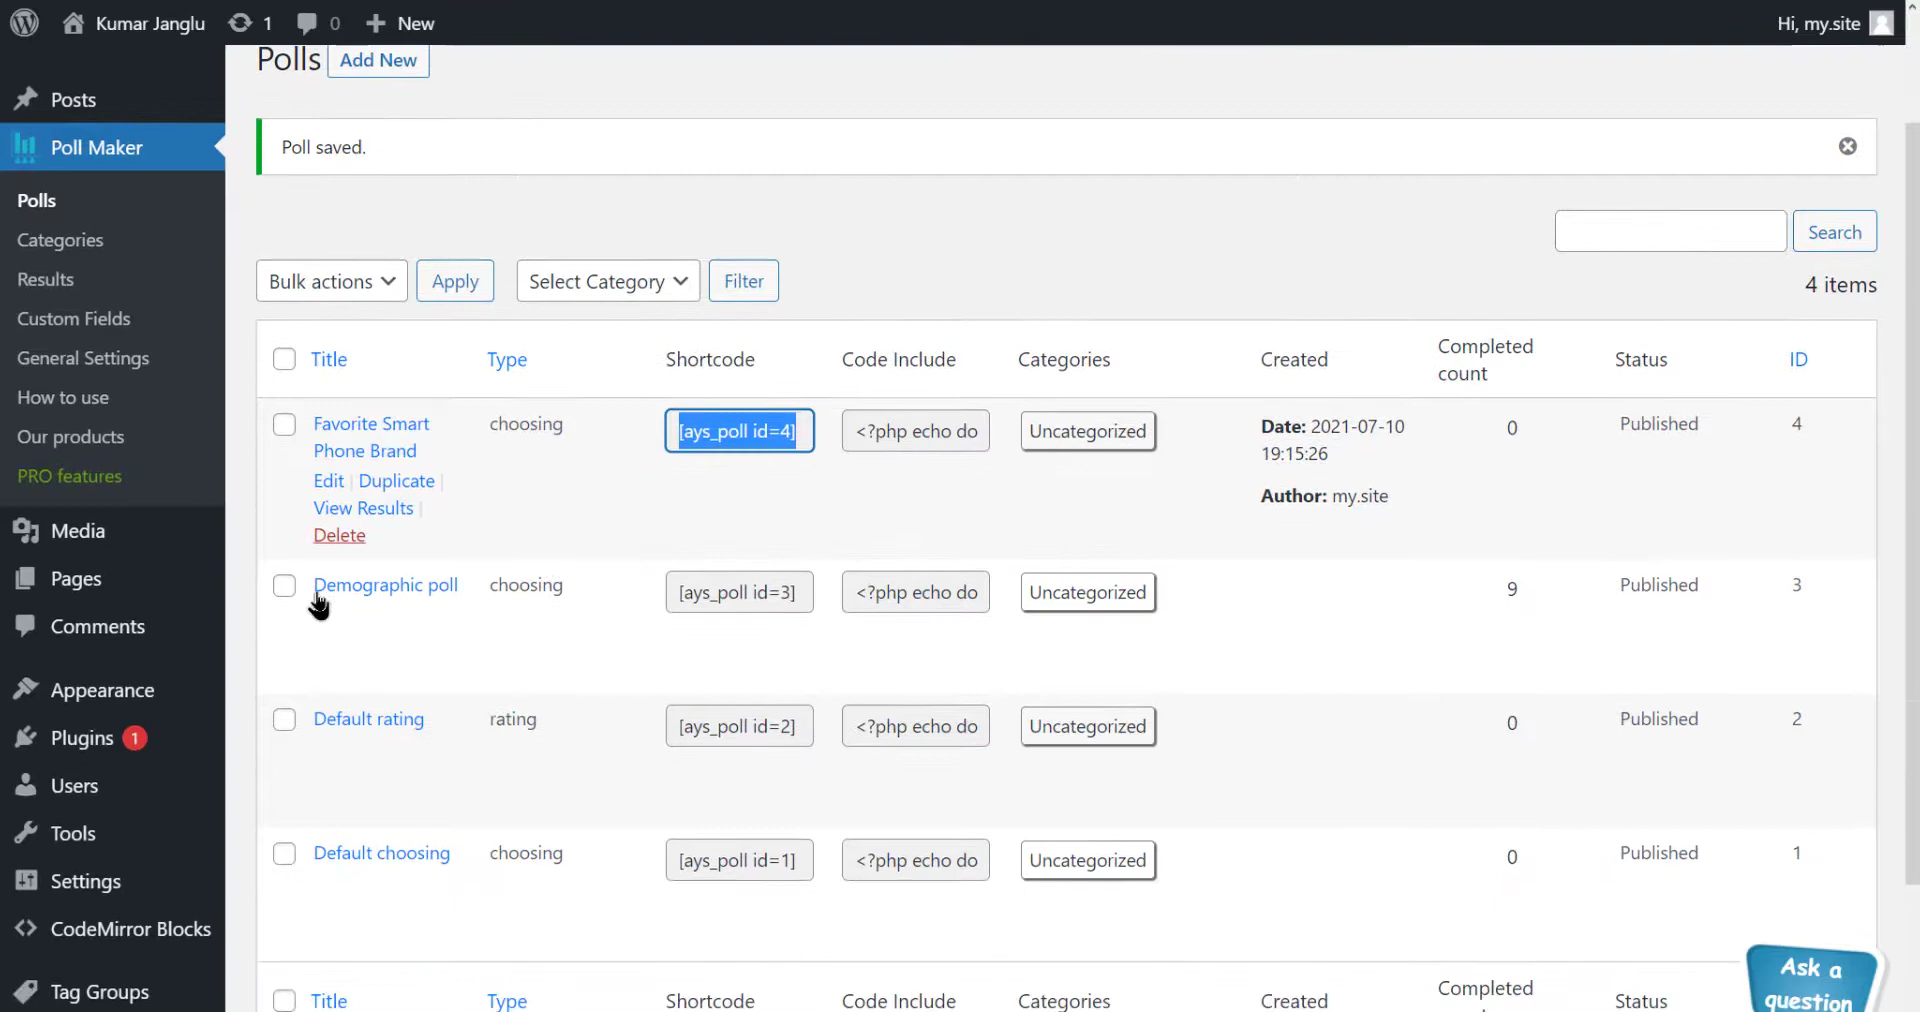 Kumar Janglu 1 0 New Hi, my.site
Polls Add New
Posts
Poll Maker
Polls
Categories
Results
Custom Fields
General Settings
How to use
Our products
PRO features
Media
Pages
Comments
Appearance
Plugins 1
Users
Tools
Settings
CodeMirror Blocks
Tag Groups
Poll saved.
Search
Bulk actions Apply Select Category Filter 4 items
Title Type Shortcode Code Include Categories Created Completed count Status ID
Favorite Smart Phone Brand choosing [ays_poll id=4] <?php echo do Uncategorized Date: 2021-07-10 19:15:26 0 Published 4
Edit | Duplicate |
View Results |
Delete
Author: my.site
Demographic poll choosing [ays_poll id=3] <?php echo do Uncategorized 9 Published 3
Default rating rating [ays_poll id=2] <?php echo do Uncategorized 0 Published 2
Default choosing choosing [ays_poll id=1] <?php echo do Uncategorized 0 Published 1
Title Type Shortcode Code Include Categories Created Completed Status ID
Ask a
question